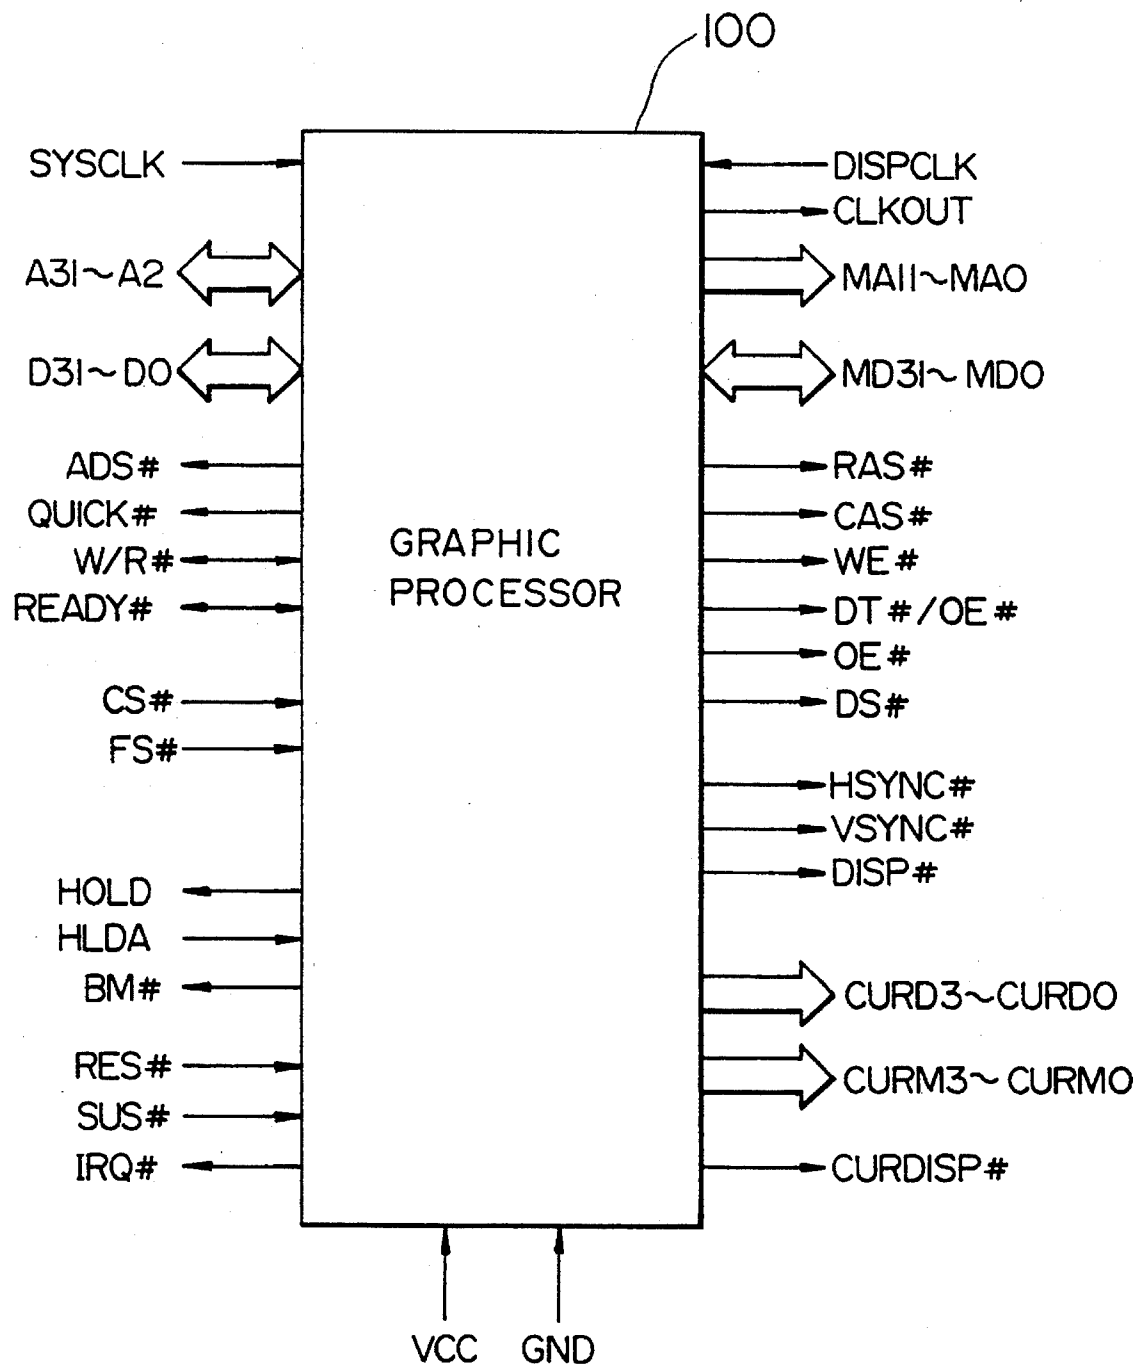 100
SYSCLK
A31~A2
D31~D0
ADS#
QUICK#
W/R#
READY#
CS#
FS#
HOLD
HLDA
BM#
RES#
SUS#
IRQ#
GRAPHIC
PROCESSOR
DISPCLK
CLKOUT
MA11~MA0
MD31~MD0
RAS#
CAS#
WE#
DT#/OE#
OE#
DS#
HSYNC#
VSYNC#
DISP#
CURD3~CURD0
CURM3~CURM0
CURDISP#
VCC GND